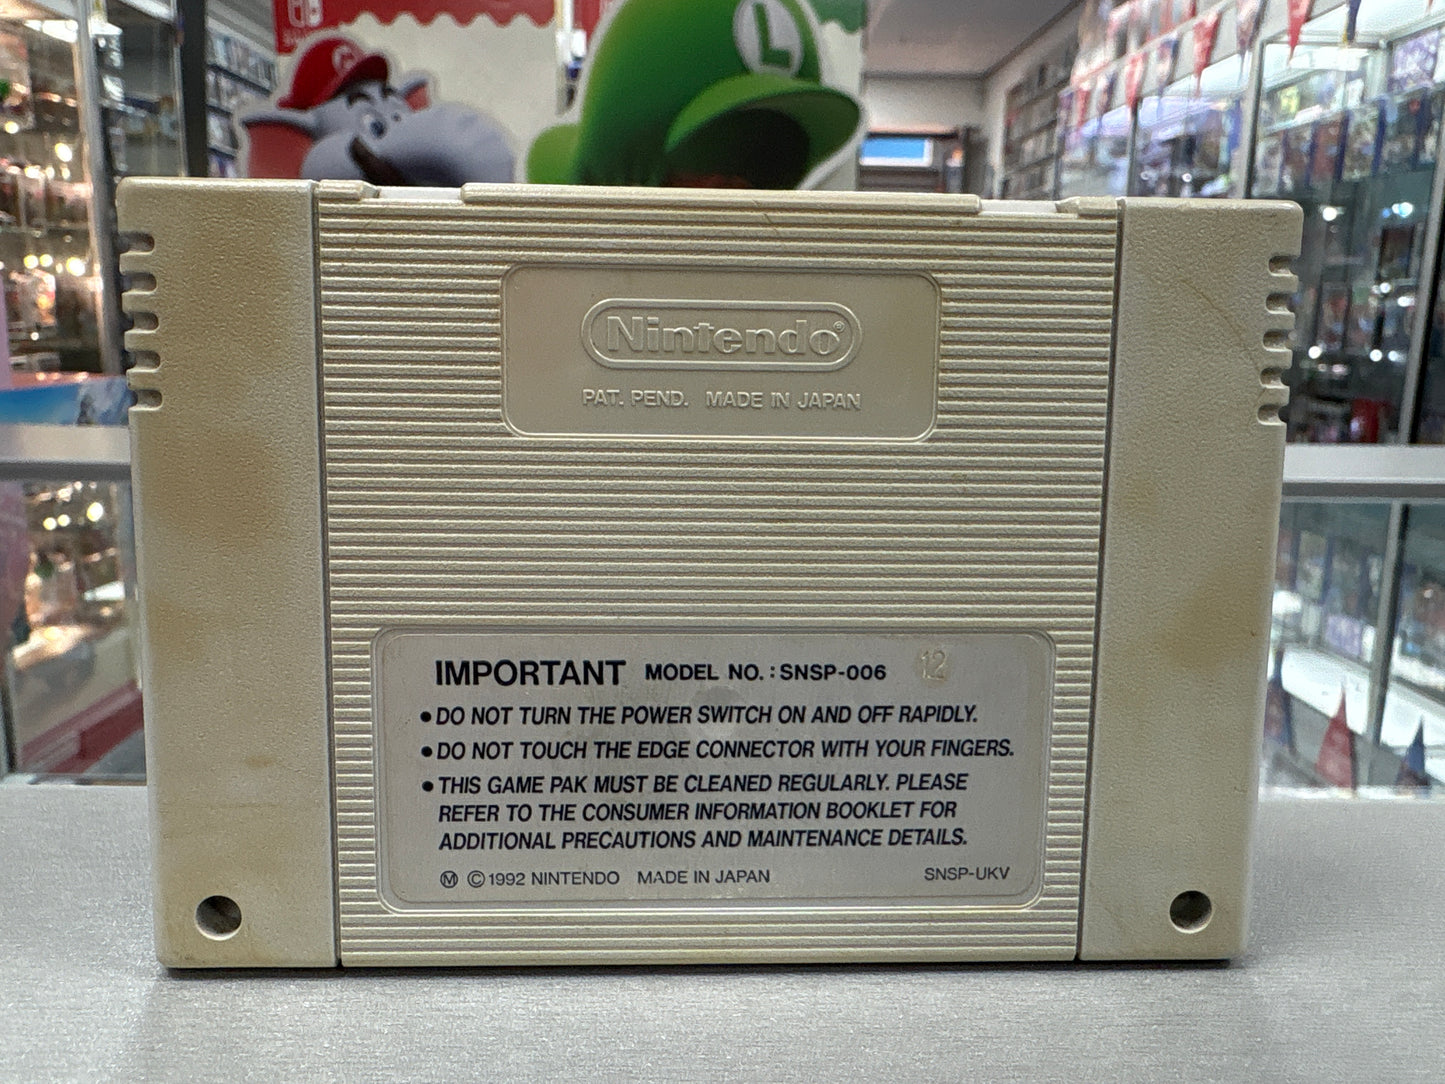 L
Nintendo®
PAT. PEND. MADE IN JAPAN
IMPORTANT MODEL NO.: SNSP-006 12
● DO NOT TURN THE POWER SWITCH ON AND OFF RAPIDLY.
● DO NOT TOUCH THE EDGE CONNECTOR WITH YOUR FINGERS.
● THIS GAME PAK MUST BE CLEANED REGULARLY. PLEASE
REFER TO THE CONSUMER INFORMATION BOOKLET FOR
ADDITIONAL PRECAUTIONS AND MAINTENANCE DETAILS.
Ⓜ ©1992 NINTENDO MADE IN JAPAN SNSP-UKV